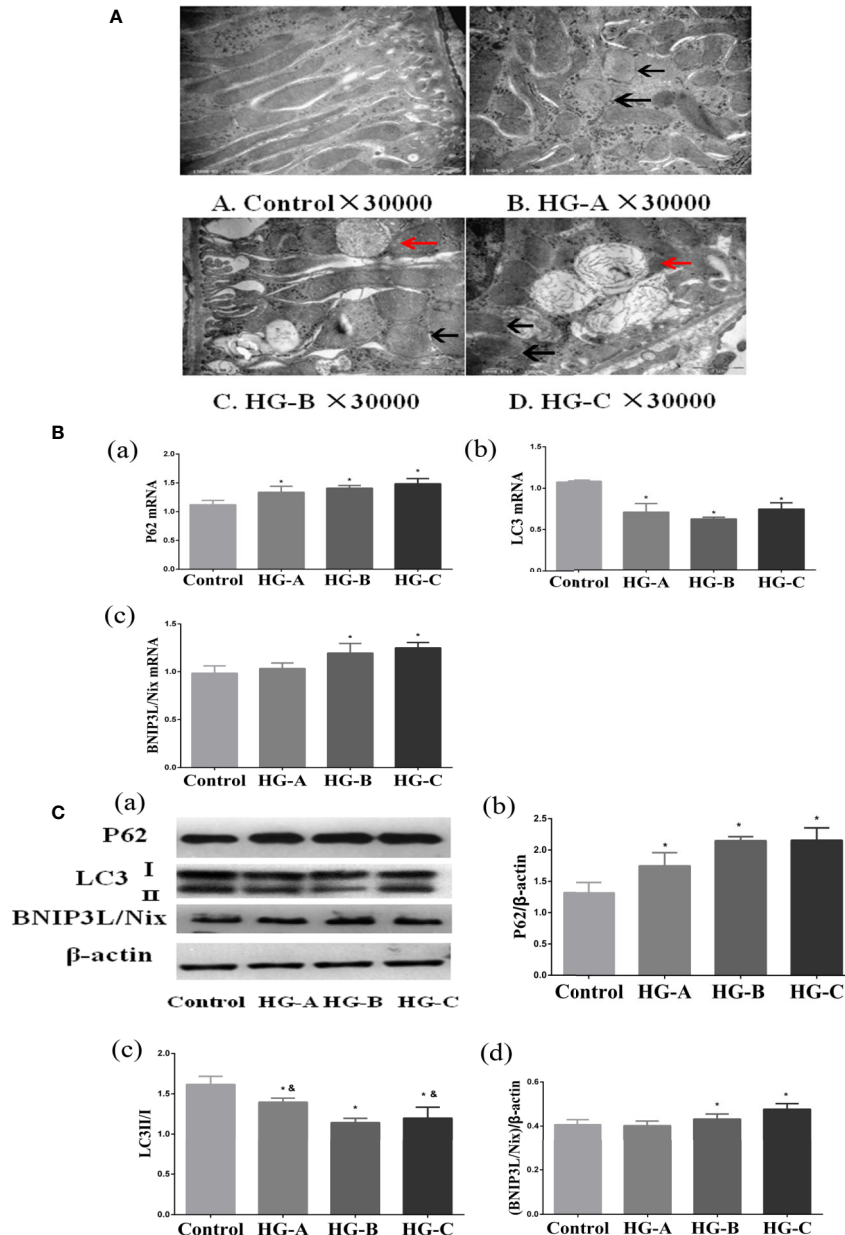 A
A. Control×30000
B. HG-A ×30000
C. HG-B ×30000
D. HG-C ×30000
B
(a)
P62 mRNA
2.0
1.5
1.0
0.5
0.0
* * *
Control HG-A HG-B HG-C
(b)
LC3 mRNA
1.5
1.0
0.5
0.0
* * *
Control HG-A HG-B HG-C
(c)
BNIP3L/Nix mRNA
1.5
1.0
0.5
0.0
* *
Control HG-A HG-B HG-C
C
(a)
P62
LC3 I
II
BNIP3L/Nix
β-actin
Control HG-A HG-B HG-C
(b)
P62/β-actin
2.5
2.0
1.5
1.0
0.5
0.0
* * *
Control HG-A HG-B HG-C
(c)
LC3II/I
2.0
1.5
1.0
0.5
0.0
* & * * &
Control HG-A HG-B HG-C
(d)
(BNIP3L/Nix)/β-actin
0.6
0.4
0.2
0.0
* *
Control HG-A HG-B HG-C